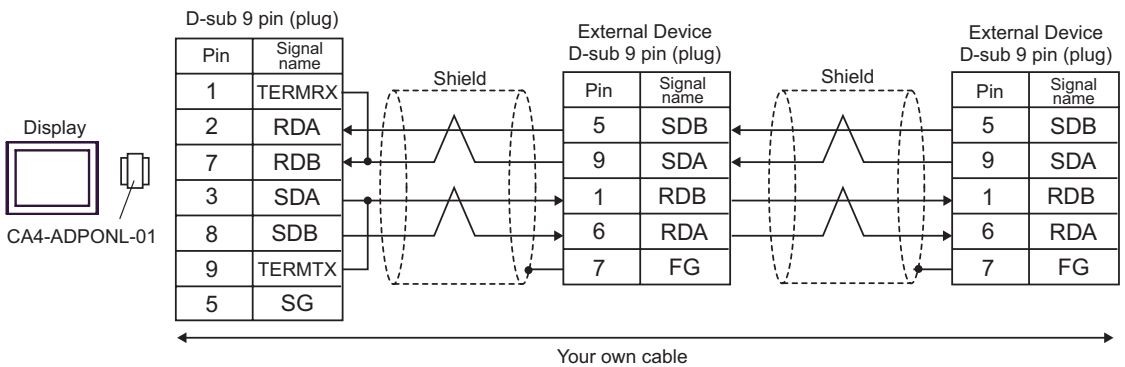 D-sub 9 pin (plug)
Pin Signal name
1 TERMRX
2 RDA
7 RDB
3 SDA
8 SDB
9 TERMTX
5 SG
Display
CA4-ADPONL-01
Shield
External Device
D-sub 9 pin (plug)
Pin Signal name
5 SDB
9 SDA
1 RDB
6 RDA
7 FG
Shield
External Device
D-sub 9 pin (plug)
Pin Signal name
5 SDB
9 SDA
1 RDB
6 RDA
7 FG
Your own cable